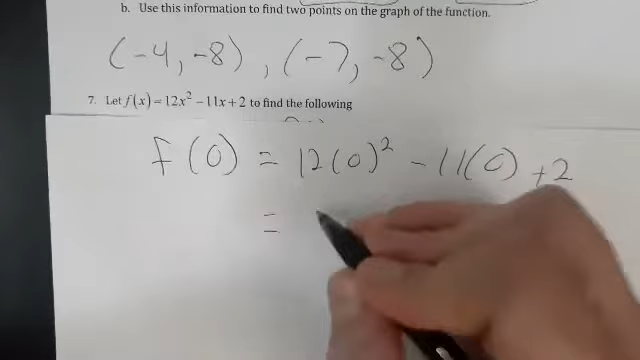 b. Use this information to find two points on the graph of the function.
(-4, -8), (-7, -8)
7. Let f(x) = 12x² - 11x + 2 to find the following
f(0) = 12(0)² - 11(0) + 2
=